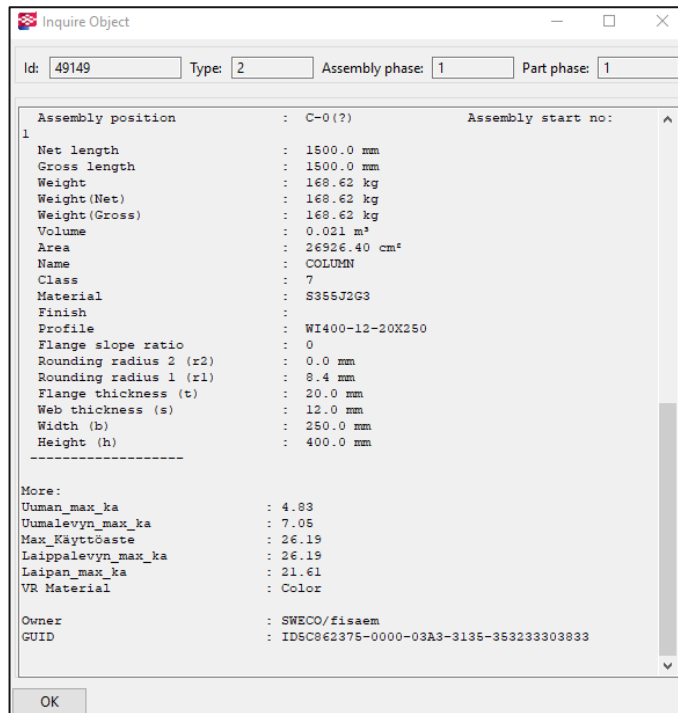 Inquire Object
Id: 49149 Type: 2 Assembly phase: 1 Part phase: 1
Assembly position : C-0(?) Assembly start no:
1
Net length : 1500.0 mm
Gross length : 1500.0 mm
Weight : 168.62 kg
Weight(Net) : 168.62 kg
Weight(Gross) : 168.62 kg
Volume : 0.021 m³
Area : 26926.40 cm²
Name : COLUMN
Class : 7
Material : S355J2G3
Finish :
Profile : WI400-12-20X250
Flange slope ratio : 0
Rounding radius 2 (r2) : 0.0 mm
Rounding radius 1 (r1) : 8.4 mm
Flange thickness (t) : 20.0 mm
Web thickness (s) : 12.0 mm
Width (b) : 250.0 mm
Height (h) : 400.0 mm
-------------------
More:
Uuman_max_ka : 4.83
Uumalevyn_max_ka : 7.05
Max_Käyttöaste : 26.19
Laippalevyn_max_ka : 26.19
Laipan_max_ka : 21.61
VR Material : Color
Owner : SWECO/fisaem
GUID : ID5C862375-0000-03A3-3135-353233303833
OK